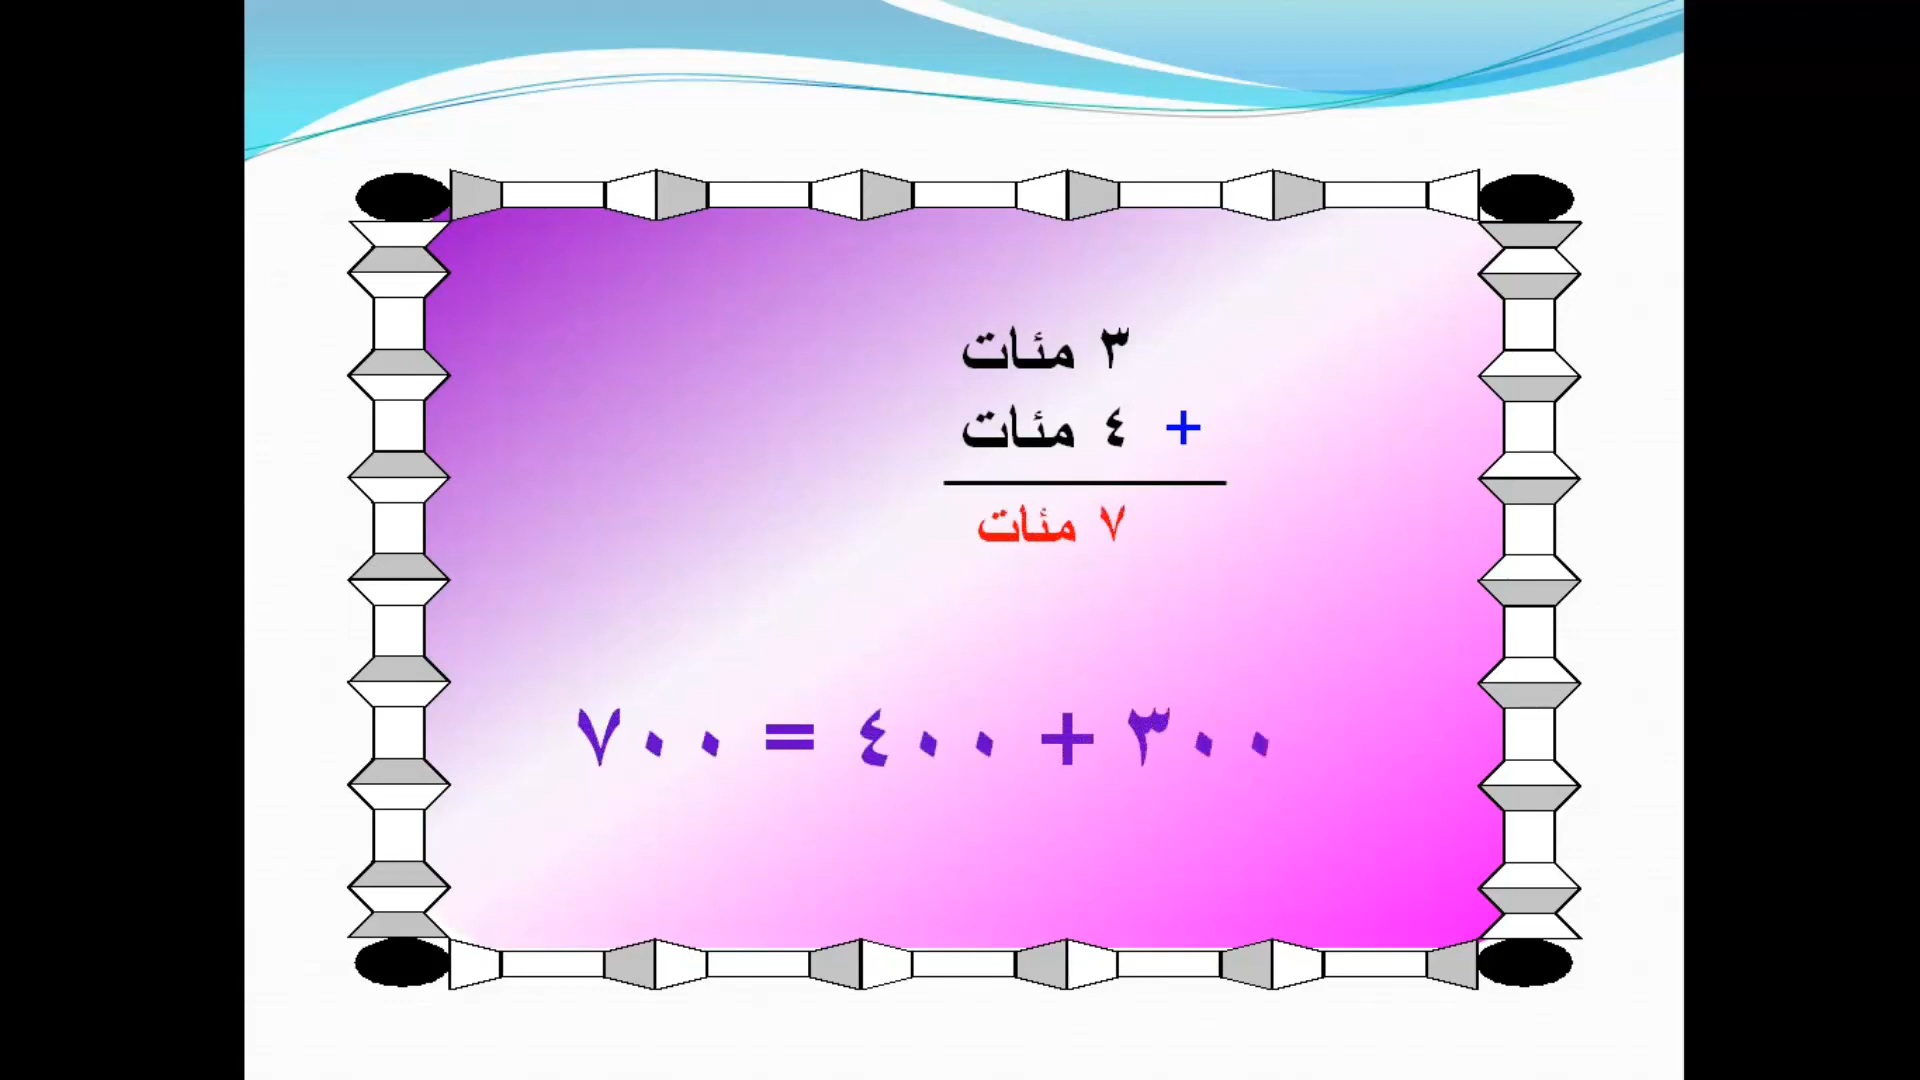 ٣ مئات
+ ٤ مئات
٧ مئات
٣٠٠ + ٤٠٠ = ٧٠٠